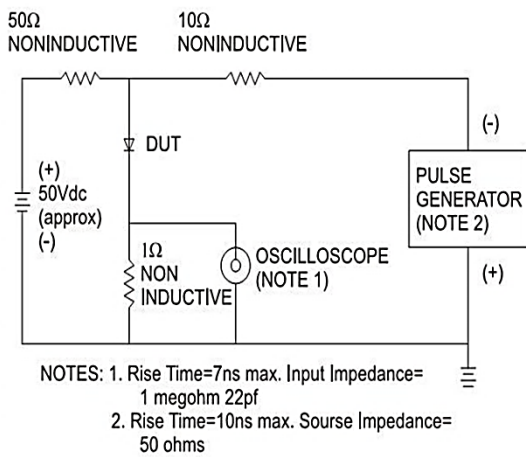 50Ω
NONINDUCTIVE
10Ω
NONINDUCTIVE
DUT
(+)
50Vdc
(approx)
(-)
(-)
PULSE
GENERATOR
(NOTE 2)
(+)
1Ω
NON
INDUCTIVE
OSCILLOSCOPE
(NOTE 1)
NOTES: 1. Rise Time=7ns max. Input Impedance=
1 megohm 22pf
2. Rise Time=10ns max. Sourse Impedance=
50 ohms